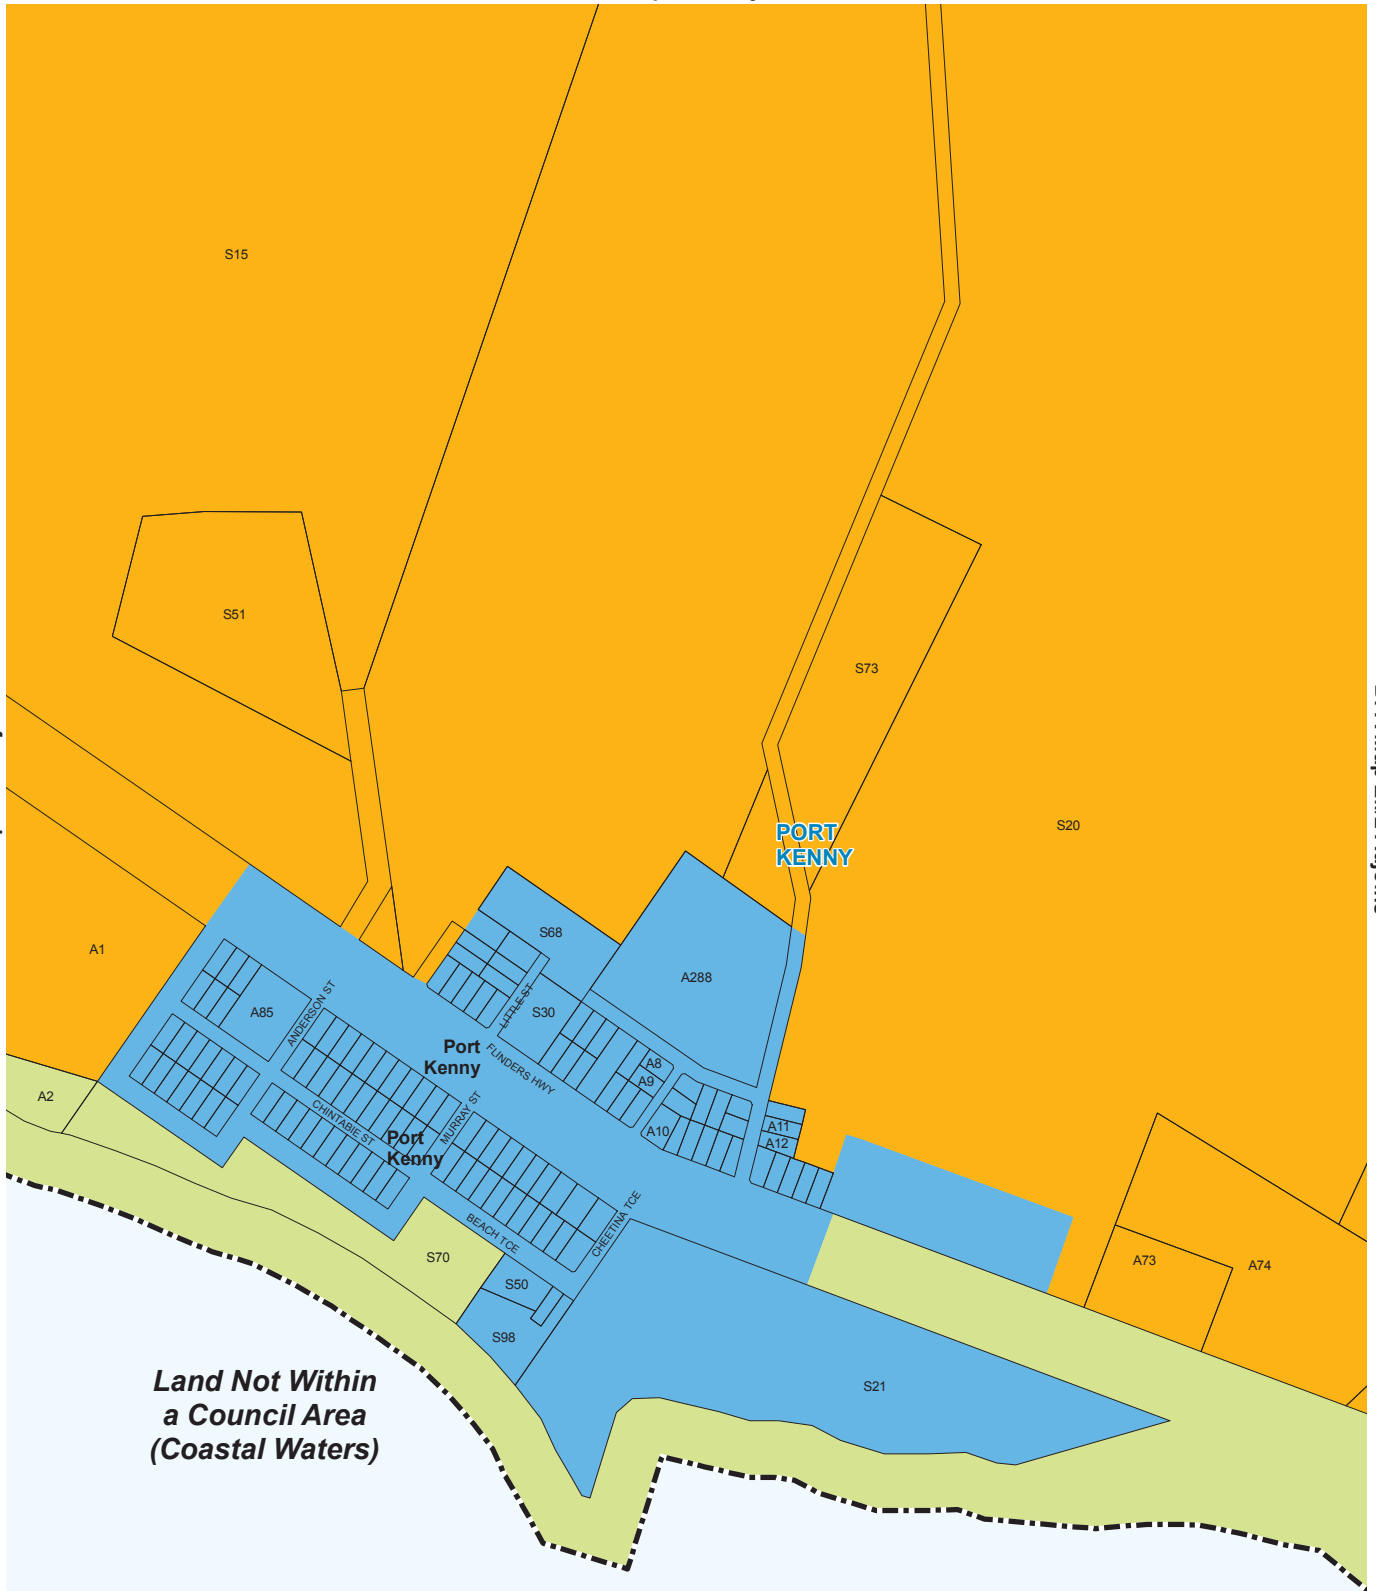 S15
S51
S73
PORT
KENNY
S20
S68
A1
A288
A85
ANDERSON ST
LITTLE ST
S30
Port
Kenny
FLINDERS HWY
A8
A9
A2
CHINTABIE ST
MURRAY ST
Port
Kenny
A10
A11
A12
BEACH TCE
CHEETINA TCE
S70
S50
S98
A73
A74
Land Not Within
a Council Area
(Coastal Waters)
S21